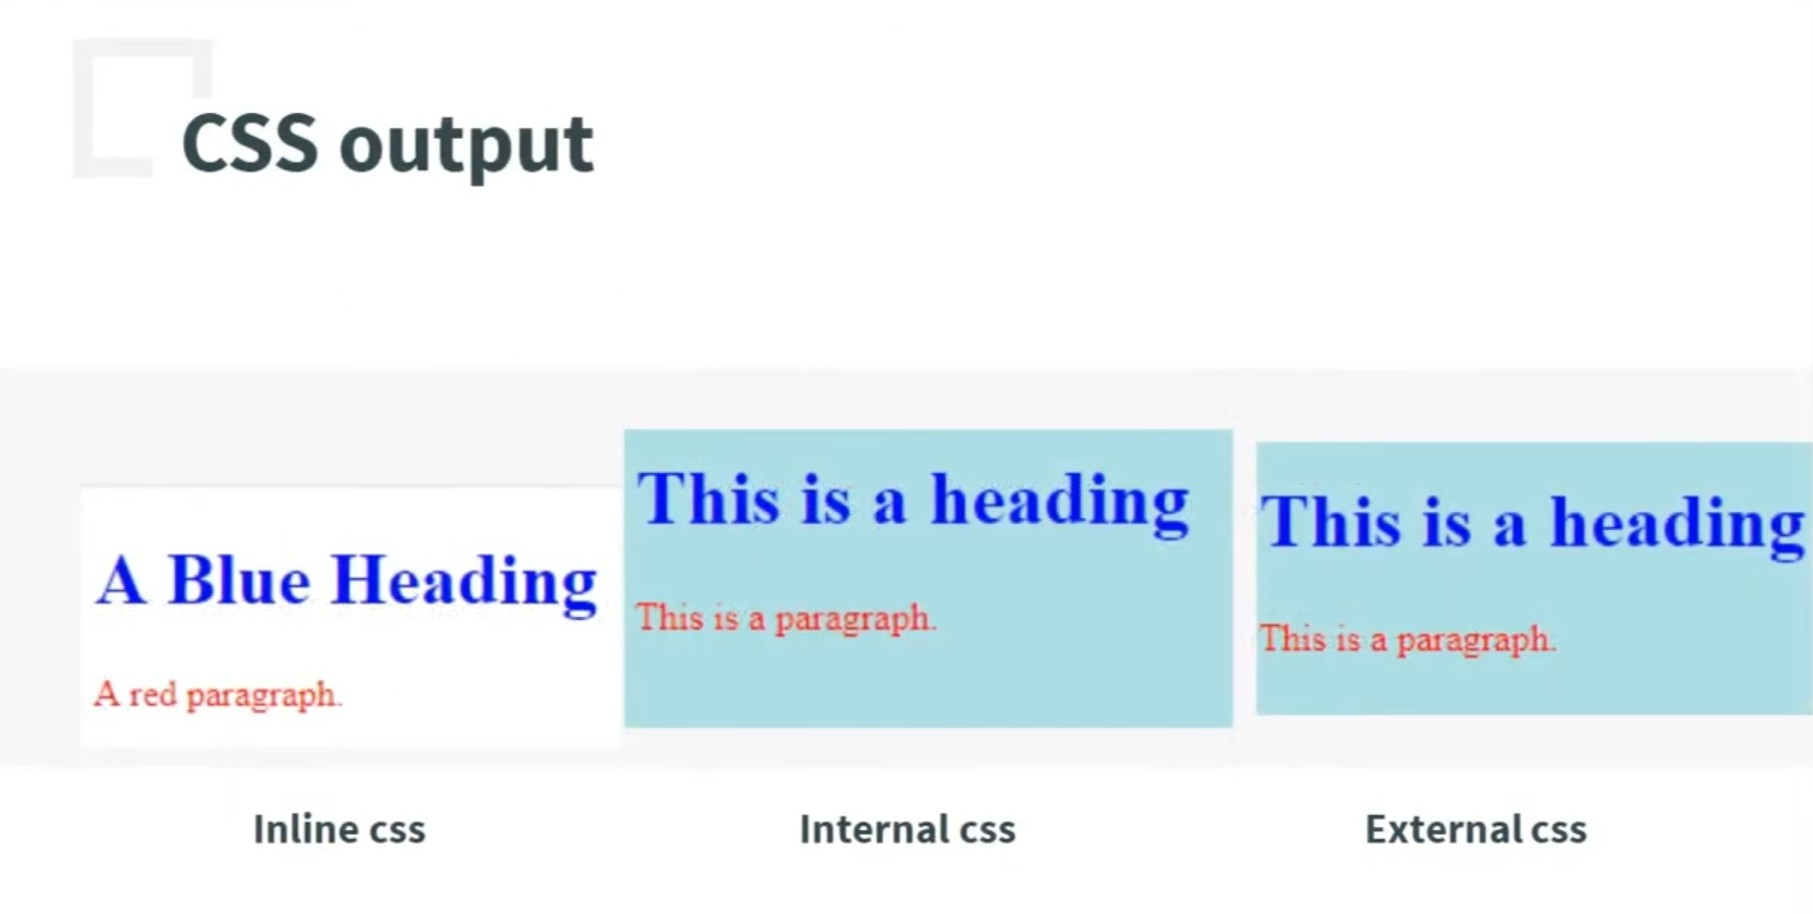 CSS output
A Blue Heading
A red paragraph.
This is a heading
This is a paragraph.
This is a heading
This is a paragraph.
Inline css
Internal css
External css